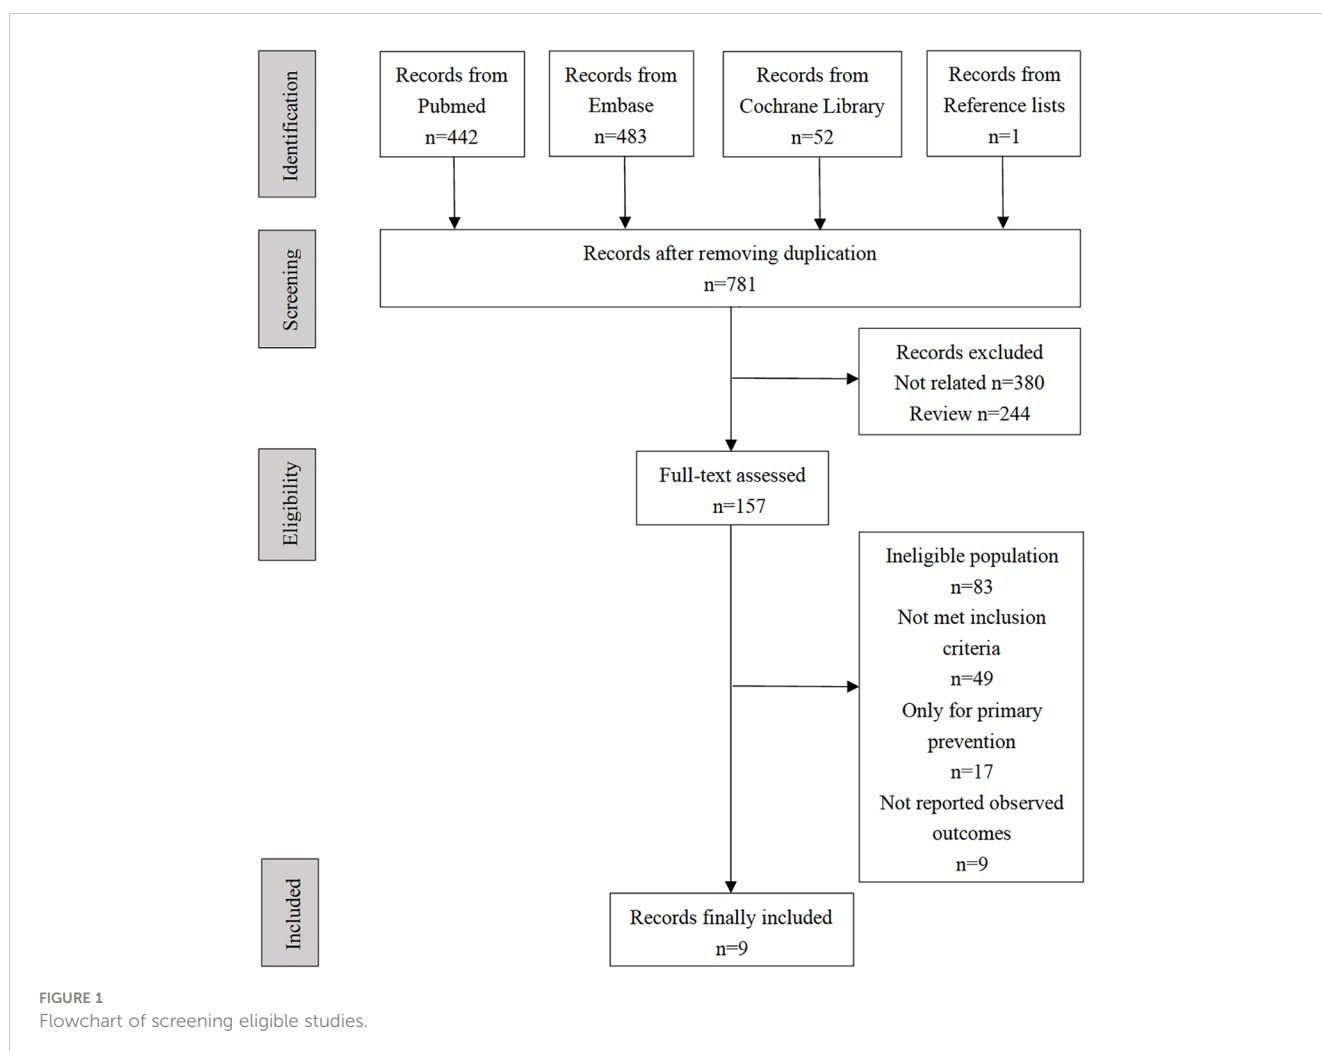 Identification
Records from
Pubmed
n=442
Records from
Embase
n=483
Records from
Cochrane Library
n=52
Records from
Reference lists
n=1
Screening
Records after removing duplication
n=781
Records excluded
Not related n=380
Review n=244
Eligibility
Full-text assessed
n=157
Ineligible population
n=83
Not met inclusion
criteria
n=49
Only for primary
prevention
n=17
Not reported observed
outcomes
n=9
Included
Records finally included
n=9
FIGURE 1
Flowchart of screening eligible studies.